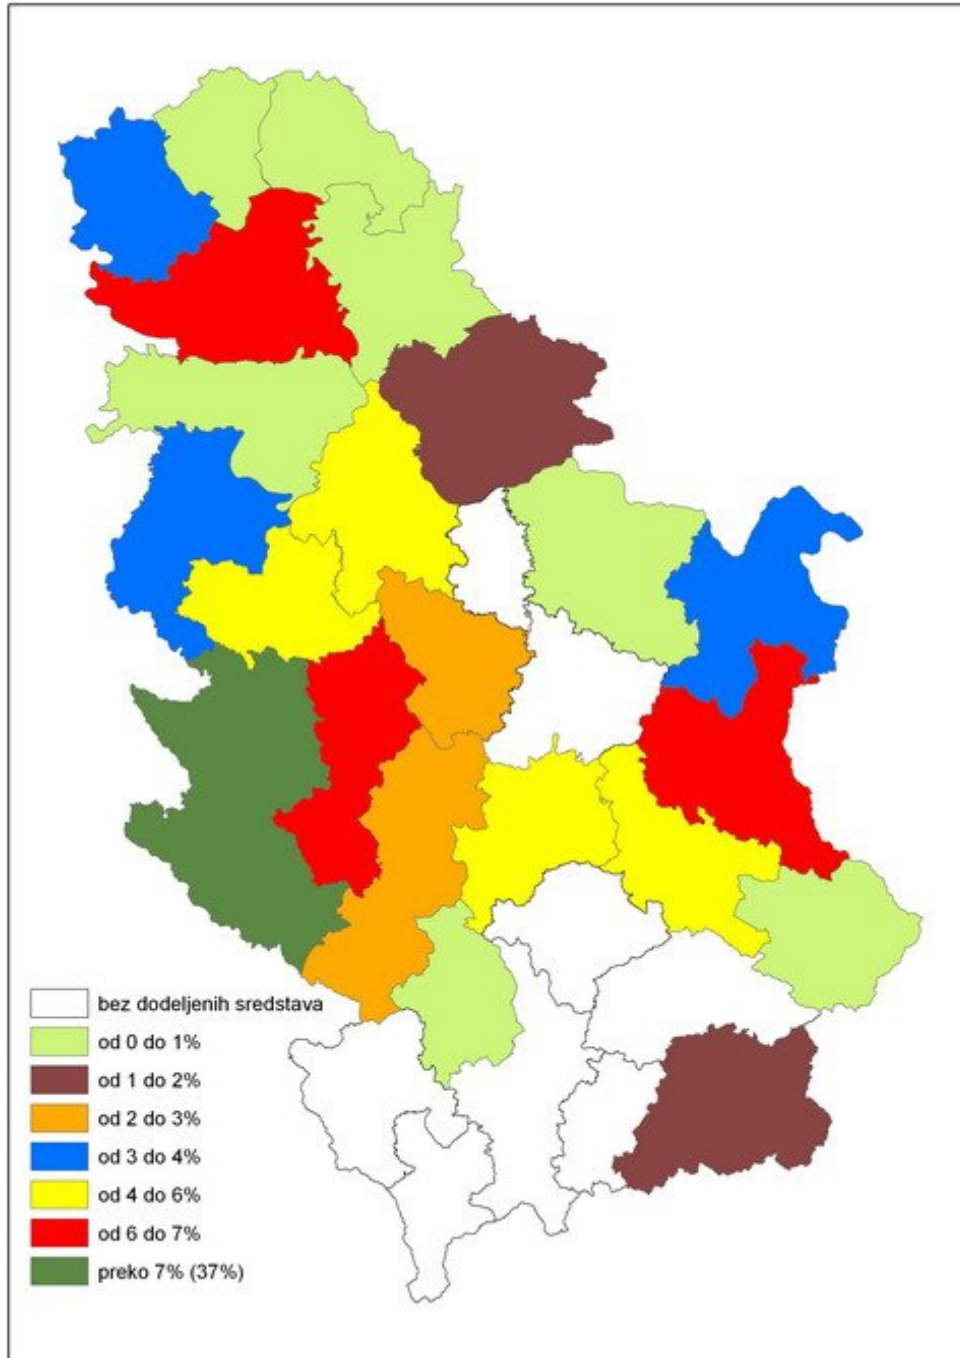 bez dodeljenih sredstava
od 0 do 1%
od 1 do 2%
od 2 do 3%
od 3 do 4%
od 4 do 6%
od 6 do 7%
preko 7% (37%)